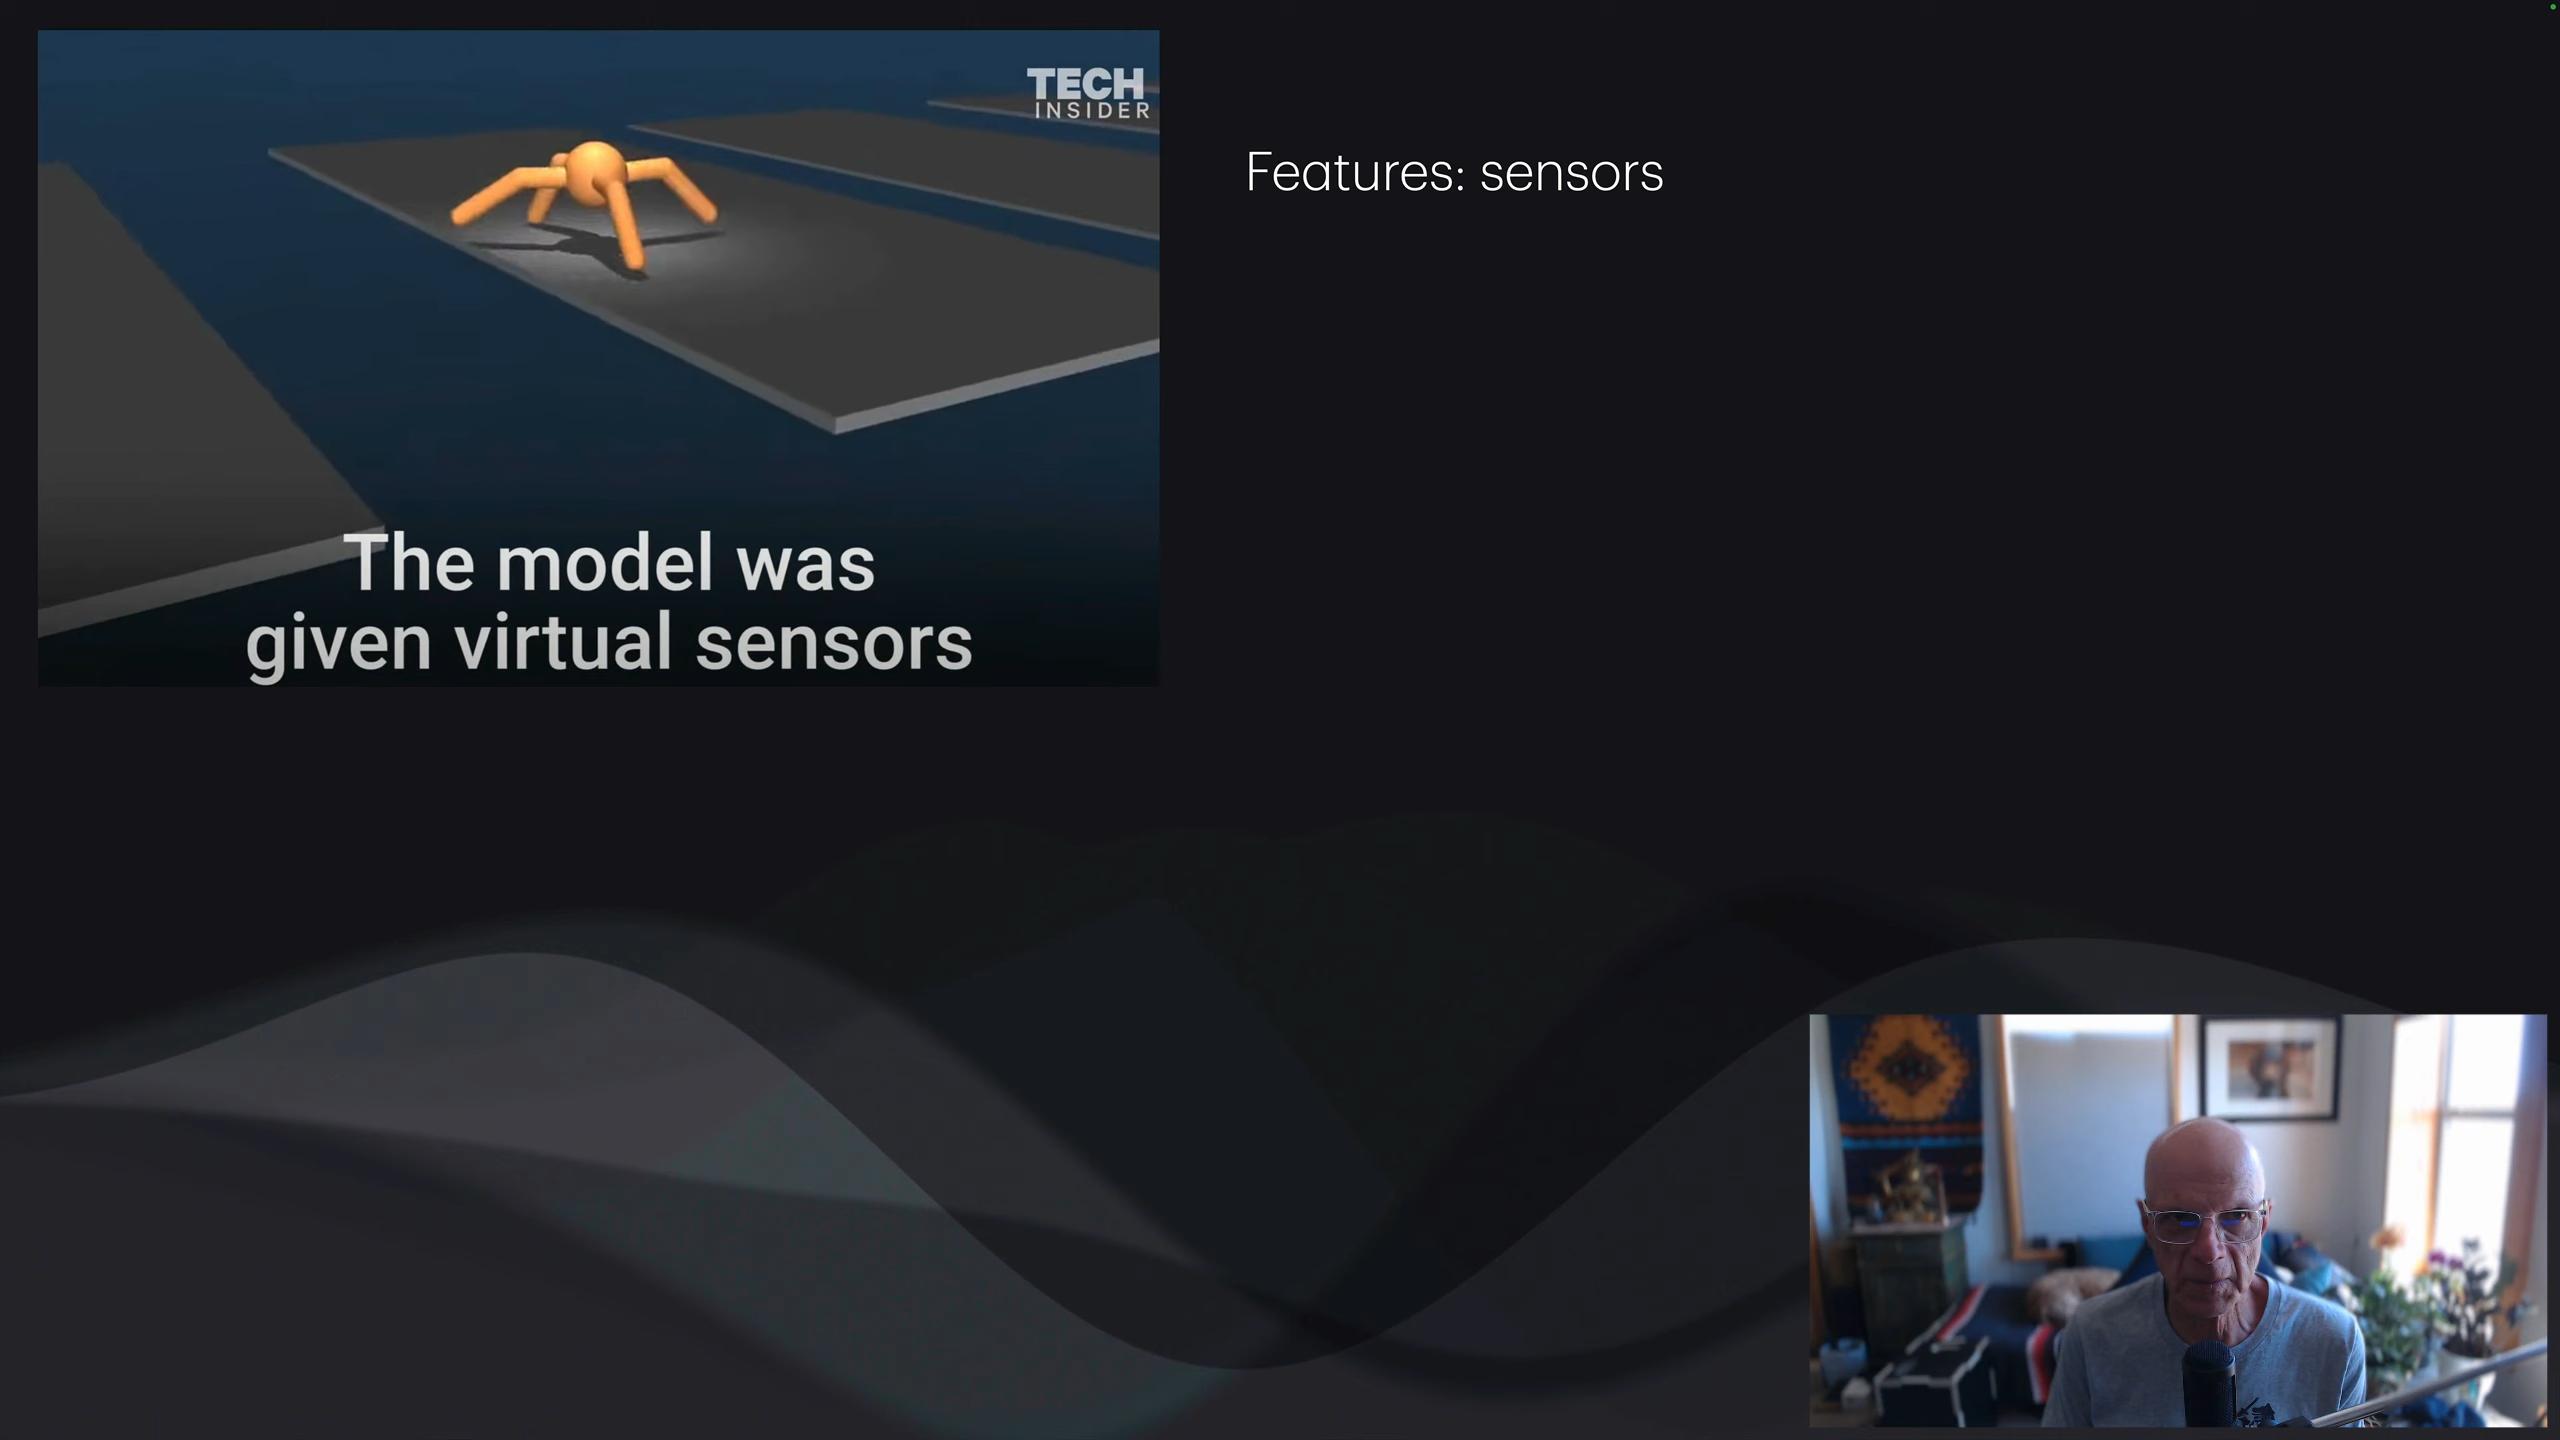 TECH
INSIDER
Features: sensors
The model was
given virtual sensors